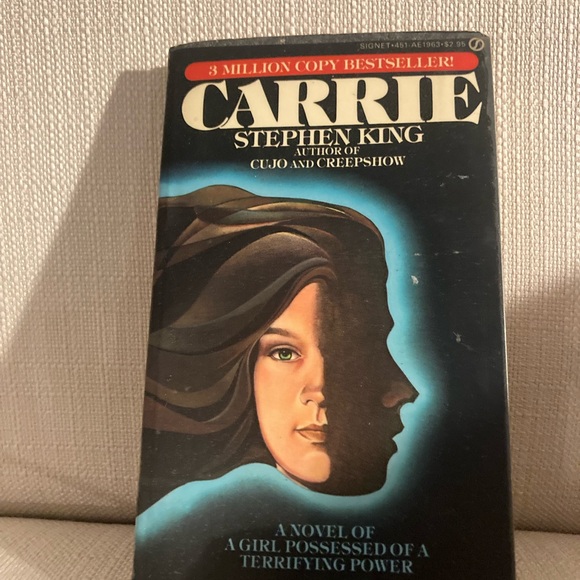 SIGNET•451-AE1963•$2.95
3 MILLION COPY BESTSELLER!
CARRIE
STEPHEN KING
AUTHOR OF
CUJO AND CREEPSHOW
A NOVEL OF
A GIRL POSSESSED OF A
TERRIFYING POWER